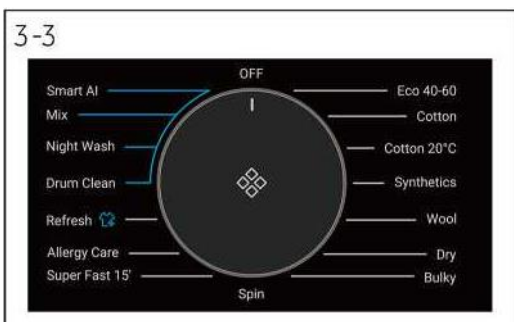 3-3
OFF
Smart AI
Mix
Night Wash
Drum Clean
Refresh
Allergy Care
Super Fast 15'
Spin
Eco 40-60
Cotton
Cotton 20°C
Synthetics
Wool
Dry
Bulky